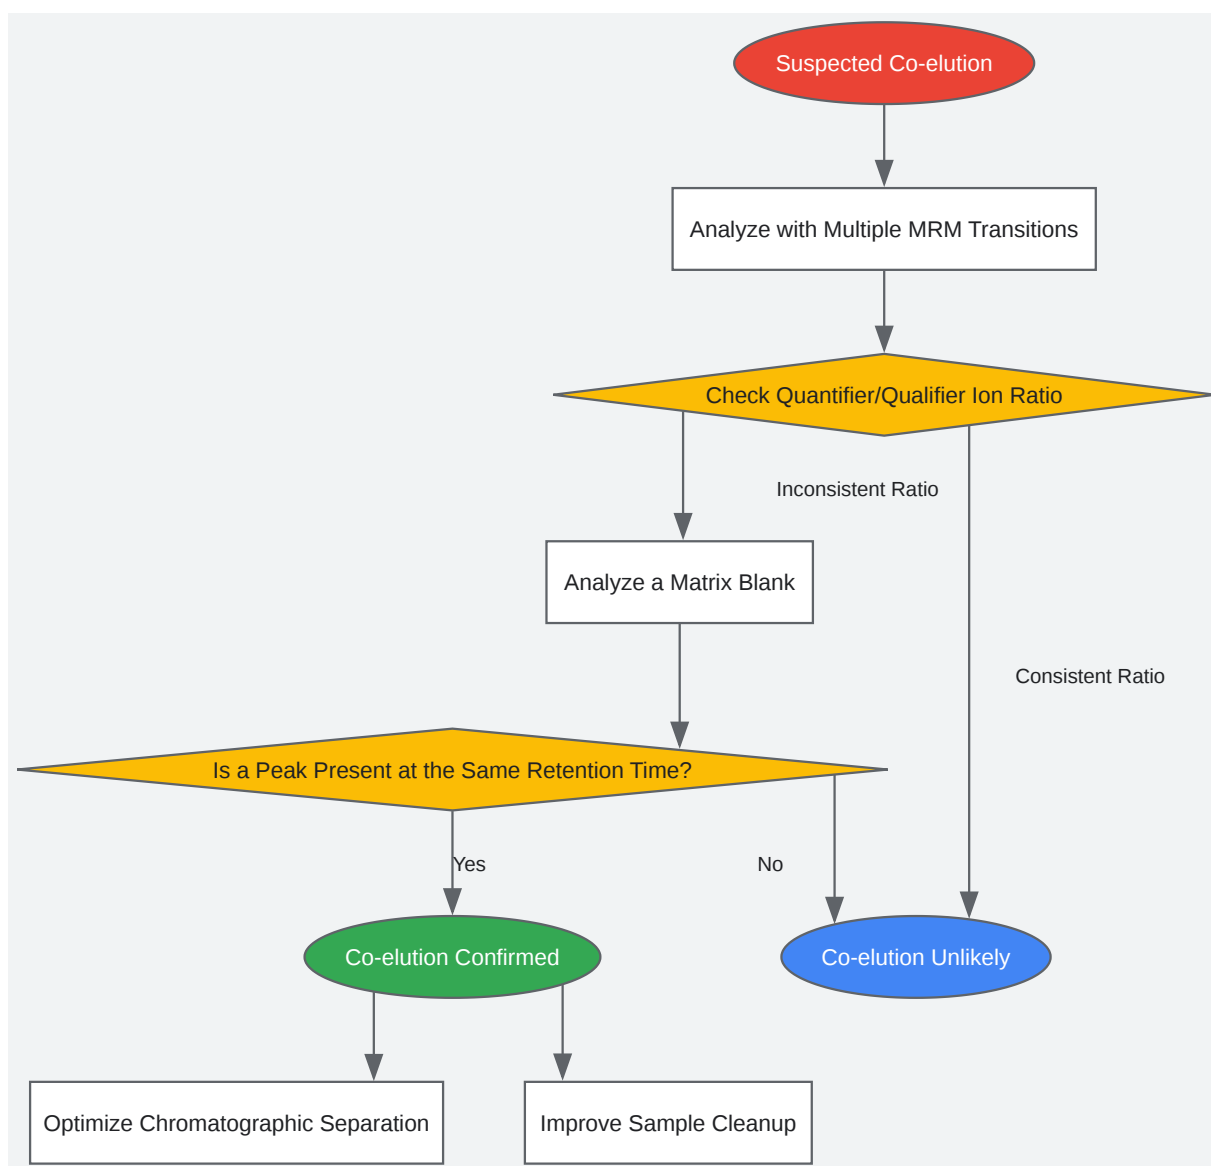 Suspected Co-elution
Analyze with Multiple MRM Transitions
Check Quantifier/Qualifier Ion Ratio
Inconsistent Ratio
Analyze a Matrix Blank
Consistent Ratio
Is a Peak Present at the Same Retention Time?
Yes
No
Co-elution Confirmed
Co-elution Unlikely
Optimize Chromatographic Separation
Improve Sample Cleanup